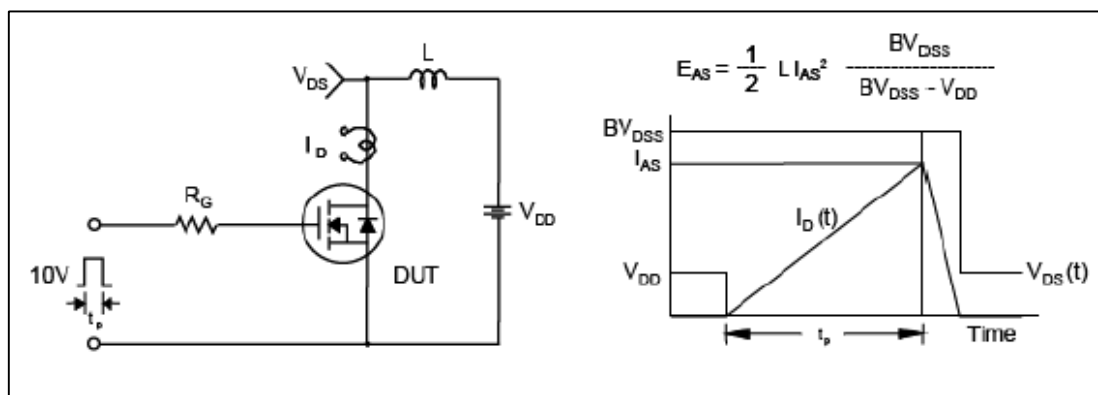 L
V_DS
I_D
R_G
V_DD
10V
DUT
t_p
E_AS = 1/2 L I_AS² BV_DSS / (BV_DSS - V_DD)
BV_DSS
I_AS
I_D (t)
V_DD
V_DS (t)
t_p
Time